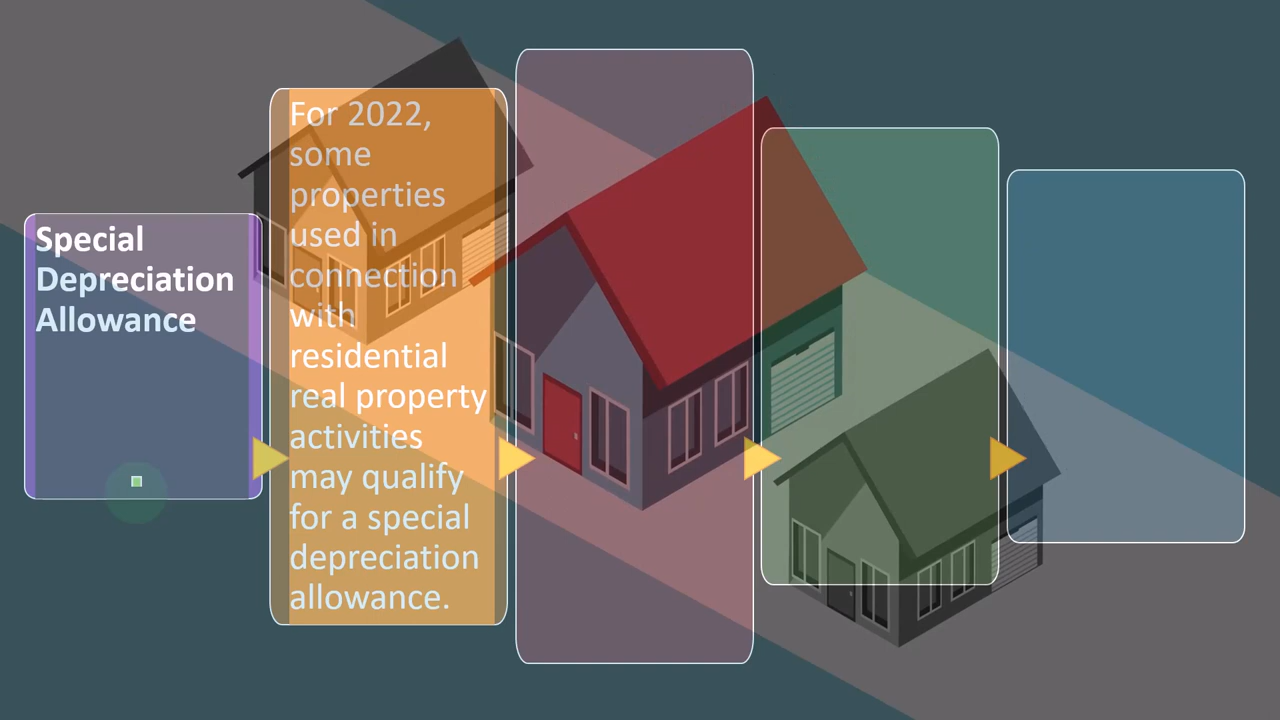 Special
Depreciation
Allowance
For 2022,
some
properties
used in
connection
with
residential
real property
activities
may qualify
for a special
depreciation
allowance.